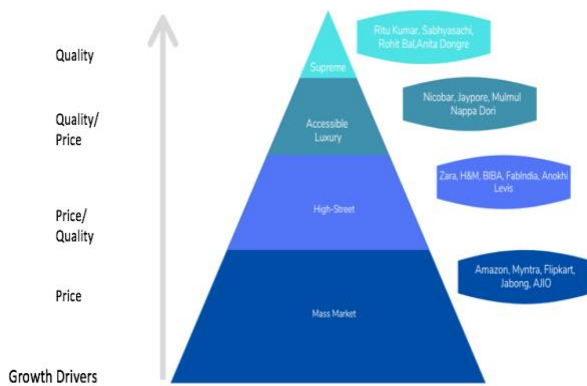 Quality
Ritu Kumar, Sabhyasachi,
Rohit Bal,Anita Dongre
Supreme
Quality/
Price
Nicobar, Jaypore, Mulmul
Nappa Dori
Accessible
Luxury
Price/
Quality
Zara, H&M, BIBA, FabIndia, Anokhi
Levis
High-Street
Price
Amazon, Myntra, Flipkart,
Jabong, AJIO
Mass Market
Growth Drivers